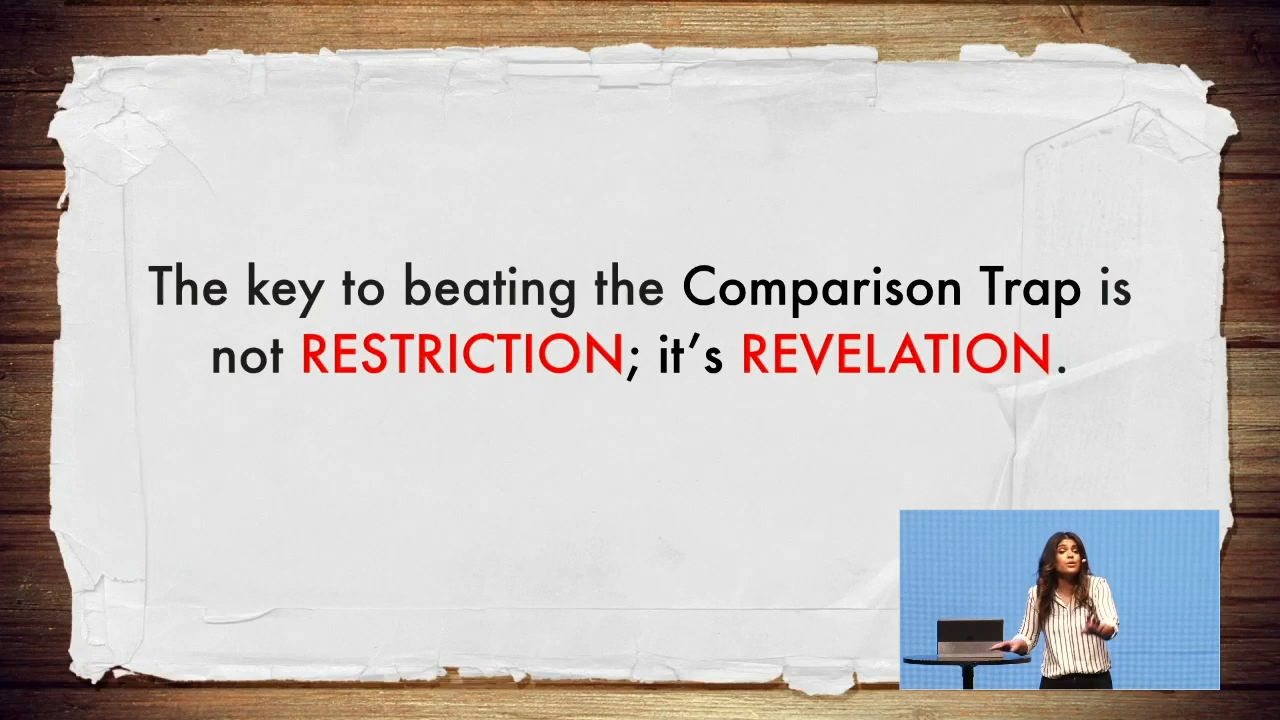 The key to beating the Comparison Trap is
not RESTRICTION; it’s REVELATION.